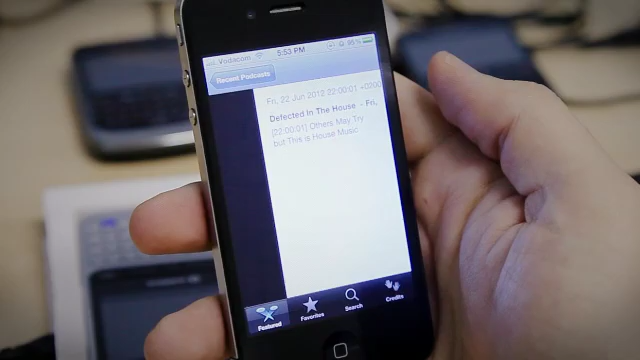 Vodacom 5:53 PM 95%
Recent Podcasts
Fri, 22 Jun 2012 22:00:01 +0200
Defected In The House - Fri,
[22:00:01] Others May Try
but This is House Music
Featured Favorites Search Credits